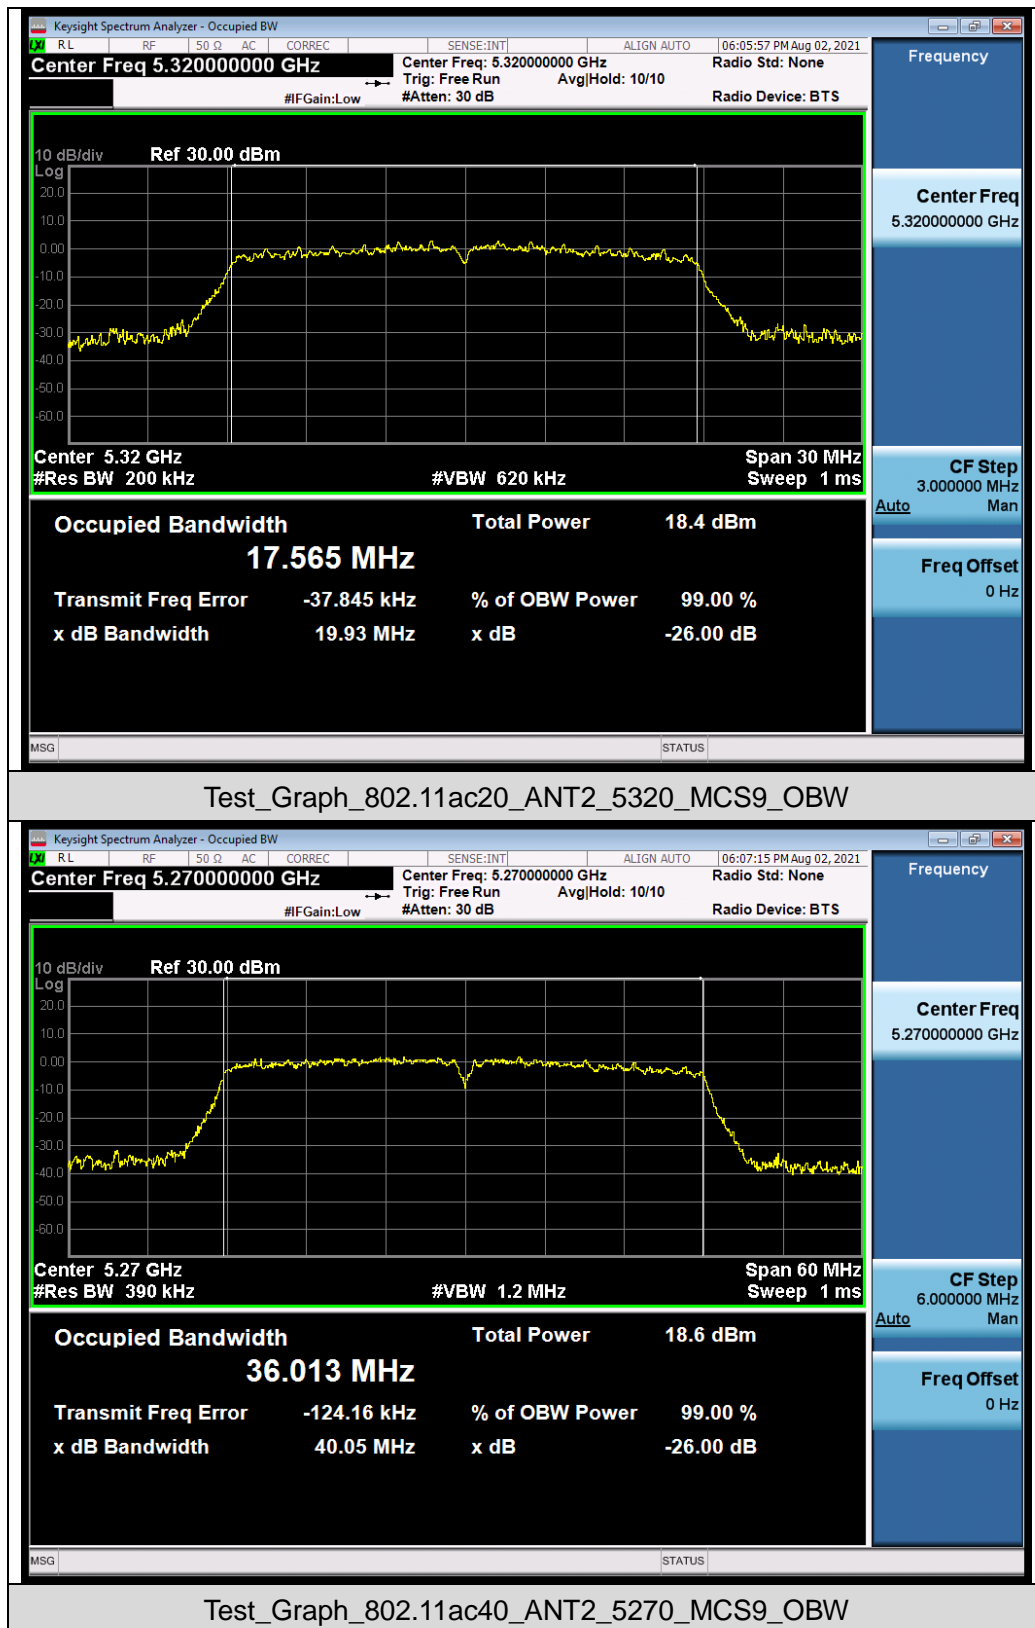 Keysight Spectrum Analyzer - Occupied BW
LXI RL RF 50 Ω AC CORREC SENSE:INT ALIGN AUTO 06:05:57 PM Aug 02, 2021
Center Freq 5.320000000 GHz
Center Freq: 5.320000000 GHz
Radio Std: None
Trig: Free Run Avg|Hold: 10/10
#IFGain:Low
#Atten: 30 dB
Radio Device: BTS
10 dB/div Ref 30.00 dBm
Log
20.0
10.0
0.00
-10.0
-20.0
-30.0
-40.0
-50.0
-60.0
Center 5.32 GHz Span 30 MHz
#Res BW 200 kHz #VBW 620 kHz Sweep 1 ms
Occupied Bandwidth Total Power 18.4 dBm
17.565 MHz
Transmit Freq Error -37.845 kHz % of OBW Power 99.00 %
x dB Bandwidth 19.93 MHz x dB -26.00 dB
MSG STATUS
Frequency
Center Freq
5.320000000 GHz
CF Step
3.000000 MHz
Auto Man
Freq Offset
0 Hz
Test_Graph_802.11ac20_ANT2_5320_MCS9_OBW
Keysight Spectrum Analyzer - Occupied BW
LXI RL RF 50 Ω AC CORREC SENSE:INT ALIGN AUTO 06:07:15 PM Aug 02, 2021
Center Freq 5.270000000 GHz
Center Freq: 5.270000000 GHz
Radio Std: None
Trig: Free Run Avg|Hold: 10/10
#IFGain:Low
#Atten: 30 dB
Radio Device: BTS
10 dB/div Ref 30.00 dBm
Log
20.0
10.0
0.00
-10.0
-20.0
-30.0
-40.0
-50.0
-60.0
Center 5.27 GHz Span 60 MHz
#Res BW 390 kHz #VBW 1.2 MHz Sweep 1 ms
Occupied Bandwidth Total Power 18.6 dBm
36.013 MHz
Transmit Freq Error -124.16 kHz % of OBW Power 99.00 %
x dB Bandwidth 40.05 MHz x dB -26.00 dB
MSG STATUS
Frequency
Center Freq
5.270000000 GHz
CF Step
6.000000 MHz
Auto Man
Freq Offset
0 Hz
Test_Graph_802.11ac40_ANT2_5270_MCS9_OBW